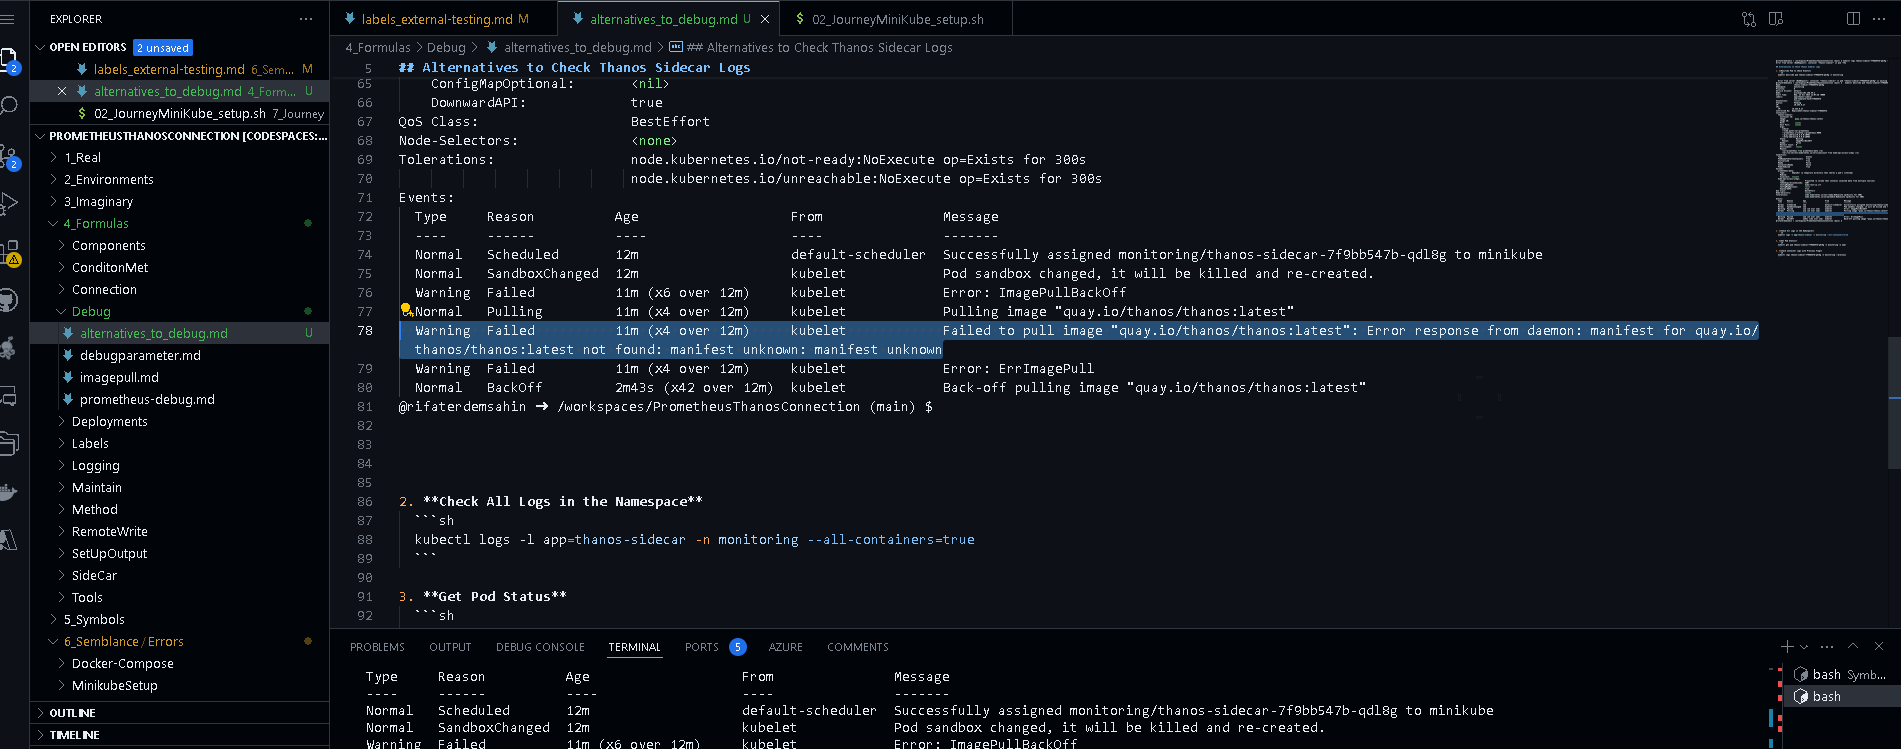 EXPLORER
OPEN EDITORS 2 unsaved
labels_external-testing.md 6_Sem... M
alternatives_to_debug.md 4_Form... U
$ 02_JourneyMiniKube_setup.sh 7_Journey
PROMETHEUSTHANOSCONNECTION [CODESPACES:...
1_Real
2_Environments
3_Imaginary
4_Formulas
Components
ConditonMet
Connection
Debug
alternatives_to_debug.md U
debugparameter.md
imagepull.md
prometheus-debug.md
Deployments
Labels
Logging
Maintain
Method
RemoteWrite
SetUpOutput
SideCar
Tools
5_Symbols
6_Semblance / Errors
Docker-Compose
MinikubeSetup
OUTLINE
TIMELINE
2
2
labels_external-testing.md M
alternatives_to_debug.md U
$ 02_JourneyMiniKube_setup.sh
4_Formulas > Debug > alternatives_to_debug.md > ## Alternatives to Check Thanos Sidecar Logs
5 ## Alternatives to Check Thanos Sidecar Logs
65 ConfigMapOptional: <nil>
66 DownwardAPI: true
67 QoS Class: BestEffort
68 Node-Selectors: <none>
69 Tolerations: node.kubernetes.io/not-ready:NoExecute op=Exists for 300s
70 node.kubernetes.io/unreachable:NoExecute op=Exists for 300s
71 Events:
72 Type Reason Age From Message
73 ---- ------ ---- ---- -------
74 Normal Scheduled 12m default-scheduler Successfully assigned monitoring/thanos-sidecar-7f9bb547b-qdl8g to minikube
75 Normal SandboxChanged 12m kubelet Pod sandbox changed, it will be killed and re-created.
76 Warning Failed 11m (x6 over 12m) kubelet Error: ImagePullBackOff
77 Normal Pulling 11m (x4 over 12m) kubelet Pulling image "quay.io/thanos/thanos:latest"
78 Warning Failed 11m (x4 over 12m) kubelet Failed to pull image "quay.io/thanos/thanos:latest": Error response from daemon: manifest for quay.io/
thanos/thanos:latest not found: manifest unknown: manifest unknown
79 Warning Failed 11m (x4 over 12m) kubelet Error: ErrImagePull
80 Normal BackOff 2m43s (x42 over 12m) kubelet Back-off pulling image "quay.io/thanos/thanos:latest"
81 @rifaterdemsahin ➜ /workspaces/PrometheusThanosConnection (main) $
82
83
84
85
86 2. **Check All Logs in the Namespace**
87 ```sh
88 kubectl logs -l app=thanos-sidecar -n monitoring --all-containers=true
89 ```
90
91 3. **Get Pod Status**
92 ```sh
PROBLEMS OUTPUT DEBUG CONSOLE TERMINAL PORTS 5 AZURE COMMENTS
Type Reason Age From Message
---- ------ ---- ---- -------
Normal Scheduled 12m default-scheduler Successfully assigned monitoring/thanos-sidecar-7f9bb547b-qdl8g to minikube
Normal SandboxChanged 12m kubelet Pod sandbox changed, it will be killed and re-created.
Warning Failed 11m (x6 over 12m) kubelet Error: ImagePullBackOff
bash Symb...
bash